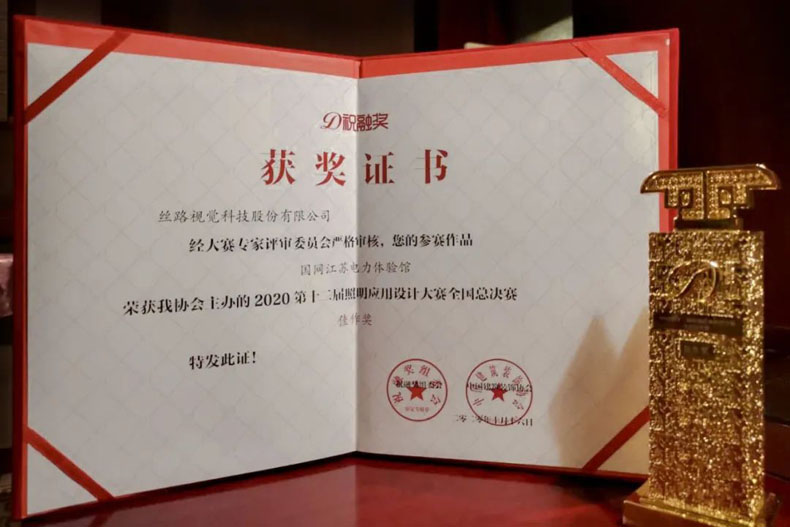 祝融奖
获奖证书
丝路视觉科技股份有限公司
经大赛专家评审委员会严格审核，您的参赛作品
国网江苏电力体验馆
荣获我协会主办的2020第十二届照明应用设计大赛全国总决赛
佳作奖
特发此证！